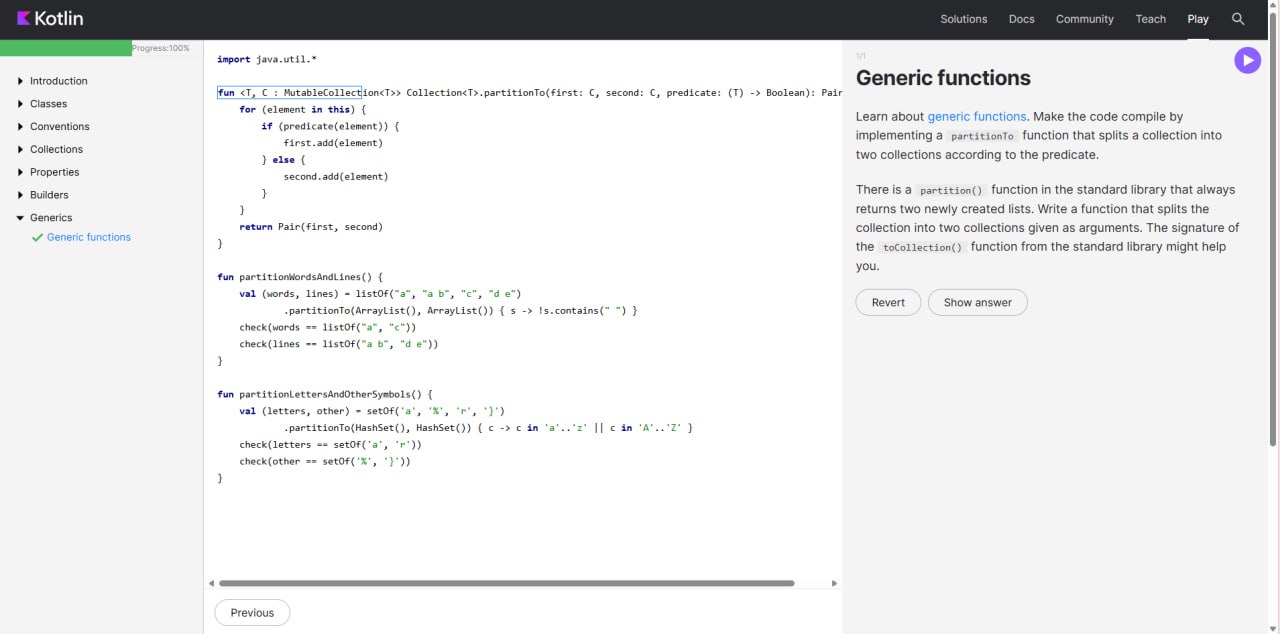 Kotlin
Solutions
Docs
Community
Teach
Play
Progress:100%
Introduction
Classes
Conventions
Collections
Properties
Builders
Generics
Generic functions
import java.util.*
fun <T, C : MutableCollection<T>> Collection<T>.partitionTo(first: C, second: C, predicate: (T) -> Boolean): Pair
for (element in this) {
if (predicate(element)) {
first.add(element)
} else {
second.add(element)
}
}
return Pair(first, second)
}
fun partitionWordsAndLines() {
val (words, lines) = listOf("a", "a b", "c", "d e")
.partitionTo(ArrayList(), ArrayList()) { s -> !s.contains(" ") }
check(words == listOf("a", "c"))
check(lines == listOf("a b", "d e"))
}
fun partitionLettersAndOtherSymbols() {
val (letters, other) = setOf('a', '%', 'r', '}')
.partitionTo(HashSet(), HashSet()) { c -> c in 'a'..'z' || c in 'A'..'Z' }
check(letters == setOf('a', 'r'))
check(other == setOf('%', '}'))
}
Previous
1/1
Generic functions
Learn about generic functions. Make the code compile by
implementing a partitionTo function that splits a collection into
two collections according to the predicate.
There is a partition() function in the standard library that always
returns two newly created lists. Write a function that splits the
collection into two collections given as arguments. The signature of
the toCollection() function from the standard library might help
you.
Revert
Show answer